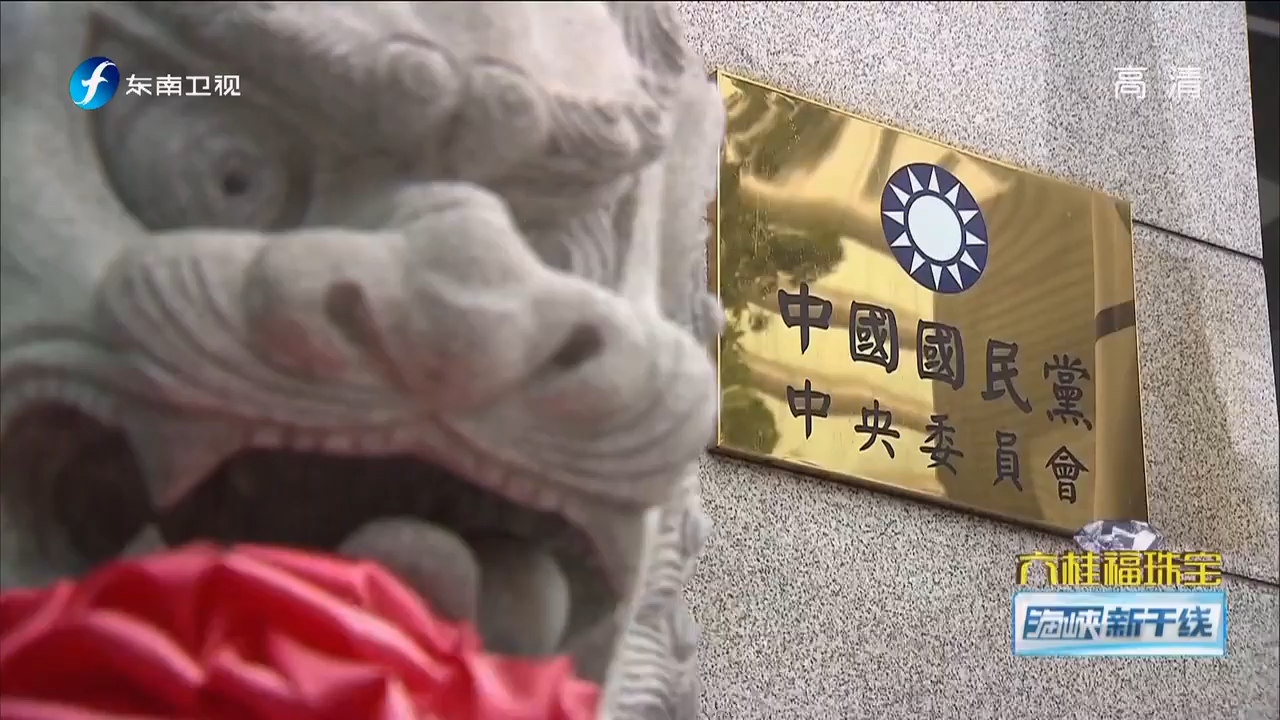 东南卫视
高清
中國國民黨
中央委員會
六桂福珠宝
海峡新干线